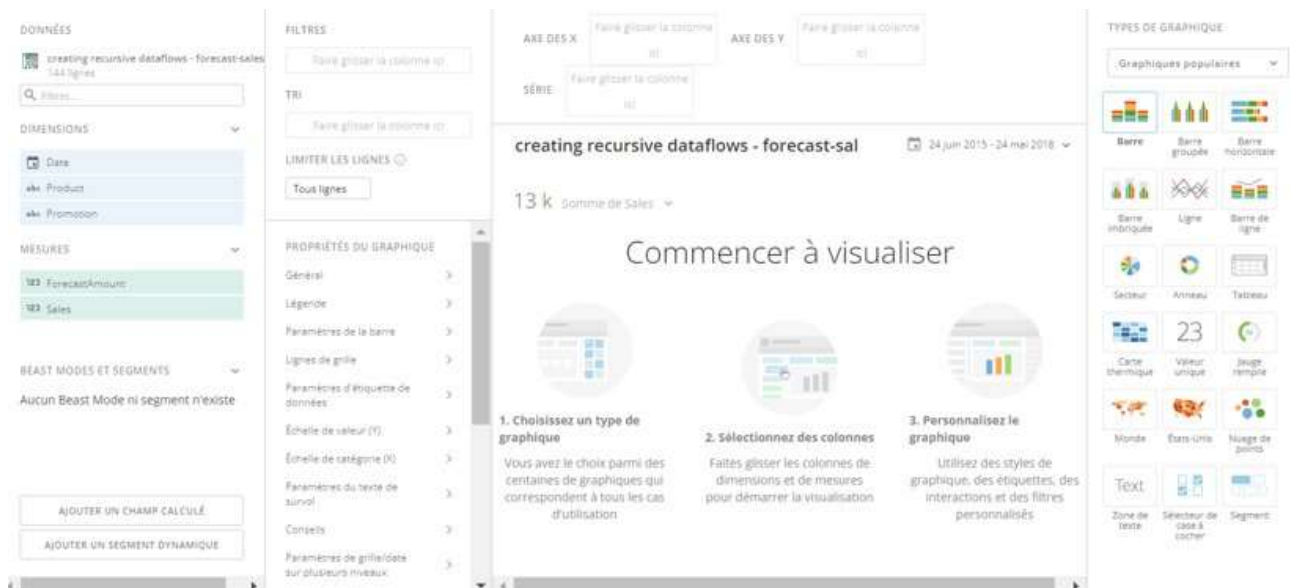 DONNÉES
creating recursive dataflows - forecast-sales
144 lignes
Filtres...
DIMENSIONS
Date
abc Product
abc Promotion
MESURES
123 ForecastAmount
123 Sales
BEAST MODES ET SEGMENTS
Aucun Beast Mode ni segment n'existe
AJOUTER UN CHAMP CALCULÉ
AJOUTER UN SEGMENT DYNAMIQUE
FILTRES
Faire glisser la colonne ici
TRI
Faire glisser la colonne ici
LIMITER LES LIGNES
Tous lignes
PROPRIÉTÉS DU GRAPHIQUE
Général
Légende
Paramètres de la barre
Lignes de grille
Paramètres d'étiquette de
données
Échelle de valeur (Y)
Échelle de catégorie (X)
Paramètres du texte de
survol
Conseils
Paramètres de grille/date
sur plusieurs niveaux
AXE DES X
Faire glisser la colonne
ici
AXE DES Y
Faire glisser la colonne
ici
SÉRIE
Faire glisser la colonne
ici
creating recursive dataflows - forecast-sal
24 juin 2015 - 24 mai 2018
13 k Somme de Sales
Commencer à visualiser
1. Choisissez un type de
graphique
Vous avez le choix parmi des
centaines de graphiques qui
correspondent à tous les cas
d'utilisation
2. Sélectionnez des colonnes
Faites glisser les colonnes de
dimensions et de mesures
pour démarrer la visualisation
3. Personnalisez le
graphique
Utilisez des styles de
graphique, des étiquettes, des
interactions et des filtres
personnalisés
TYPES DE GRAPHIQUE
Graphiques populaires
Barre
Barre
groupée
Barre
horizontale
Barre
imbriquée
Ligne
Barre de
ligne
Secteur
Anneau
Tableau
Carte
thermique
23
Valeur
unique
Jauge
remplie
Monde
États-Unis
Nuage de
points
Text
Zone de
texte
Sélecteur de
case à
cocher
Segment